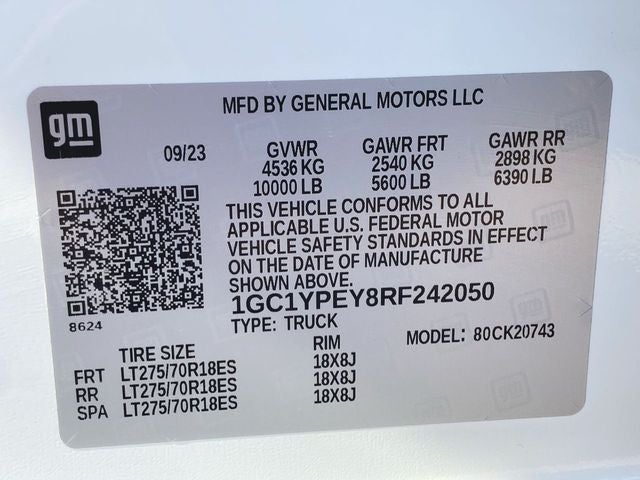 gm
MFD BY GENERAL MOTORS LLC
09/23 GVWR GAWR FRT GAWR RR
4536 KG 2540 KG 2898 KG
10000 LB 5600 LB 6390 LB
THIS VEHICLE CONFORMS TO ALL
APPLICABLE U.S. FEDERAL MOTOR
VEHICLE SAFETY STANDARDS IN EFFECT
ON THE DATE OF MANUFACTURE
SHOWN ABOVE.
1GC1YPEY8RF242050
8624 TYPE: TRUCK MODEL: 80CK20743
TIRE SIZE RIM
FRT LT275/70R18ES 18X8J
RR LT275/70R18ES 18X8J
SPA LT275/70R18ES 18X8J